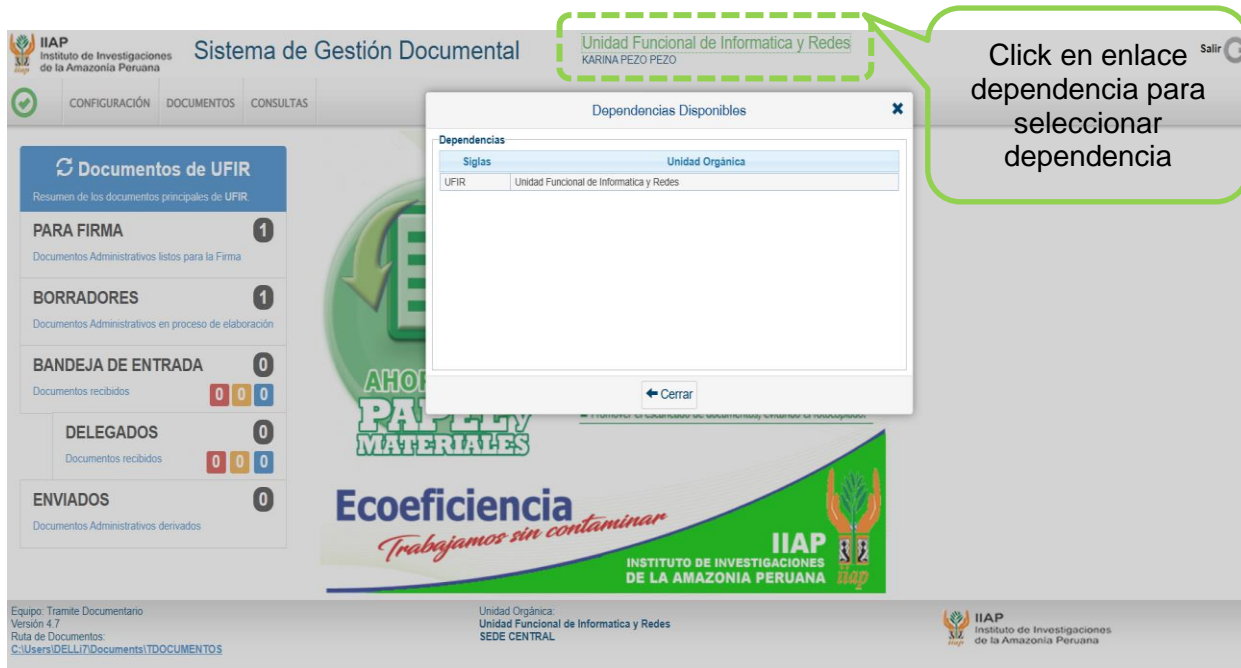 IIAP
Instituto de Investigaciones
de la Amazonía Peruana
Sistema de Gestión Documental
Unidad Funcional de Informatica y Redes
KARINA PEZO PEZO
Salir
Click en enlace
dependencia para
seleccionar
dependencia
CONFIGURACIÓN DOCUMENTOS CONSULTAS
Dependencias Disponibles
Dependencias
Siglas Unidad Orgánica
UFIR Unidad Funcional de Informatica y Redes
Cerrar
Documentos de UFIR
Resumen de los documentos principales de UFIR.
PARA FIRMA 1
Documentos Administrativos listos para la Firma
BORRADORES 1
Documentos Administrativos en proceso de elaboración
BANDEJA DE ENTRADA 0
Documentos recibidos 0 0 0
DELEGADOS 0
Documentos recibidos 0 0 0
ENVIADOS 0
Documentos Administrativos derivados
AHO
PAPEL y
MATERIALES
Ecoeficiencia
Trabajamos sin contaminar
IIAP
INSTITUTO DE INVESTIGACIONES
DE LA AMAZONIA PERUANA
iiap
Equipo: Tramite Documentario
Versión 4.7
Ruta de Documentos:
C:\Users\DELLi7\Documents\TDOCUMENTOS
Unidad Orgánica:
Unidad Funcional de Informatica y Redes
SEDE CENTRAL
IIAP
Instituto de Investigaciones
de la Amazonía Peruana